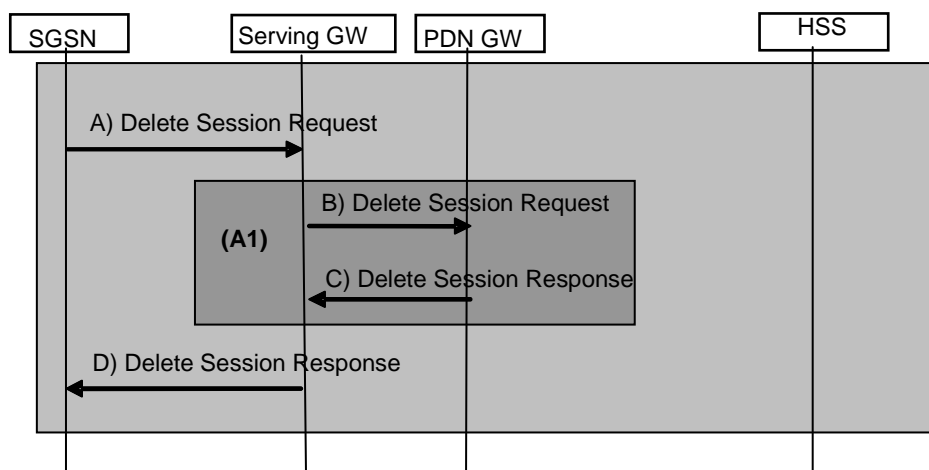 SGSN
Serving GW
PDN GW
HSS
A) Delete Session Request
B) Delete Session Request
(A1)
C) Delete Session Response
D) Delete Session Response